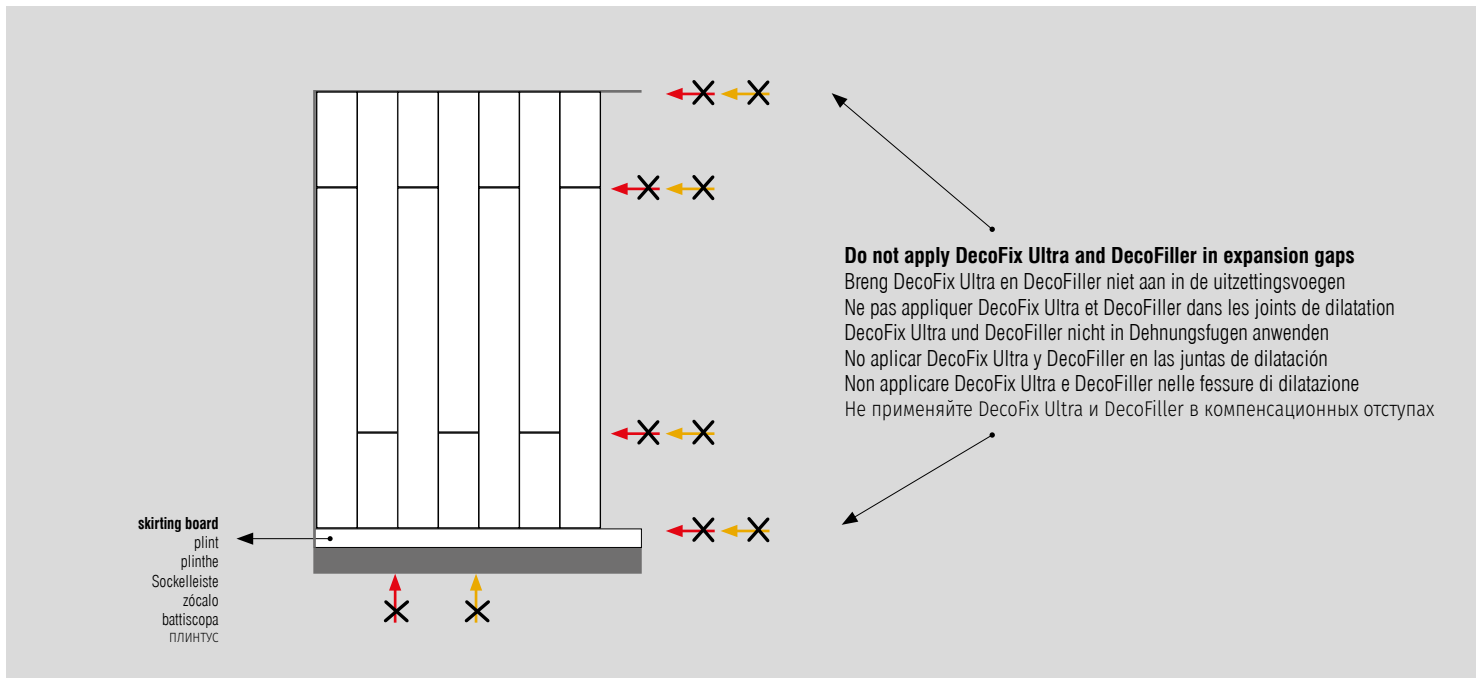 Do not apply DecoFix Ultra and DecoFiller in expansion gaps
Breng DecoFix Ultra en DecoFiller niet aan in de uitzettingsvoegen
Ne pas appliquer DecoFix Ultra et DecoFiller dans les joints de dilatation
DecoFix Ultra und DecoFiller nicht in Dehnungsfugen anwenden
No aplicar DecoFix Ultra y DecoFiller en las juntas de dilatación
Non applicare DecoFix Ultra e DecoFiller nelle fessure di dilatazione
Не применяйте DecoFix Ultra и DecoFiller в компенсационных отступах
skirting board
plint
plinthe
Sockelleiste
zócalo
battiscopa
плинтус